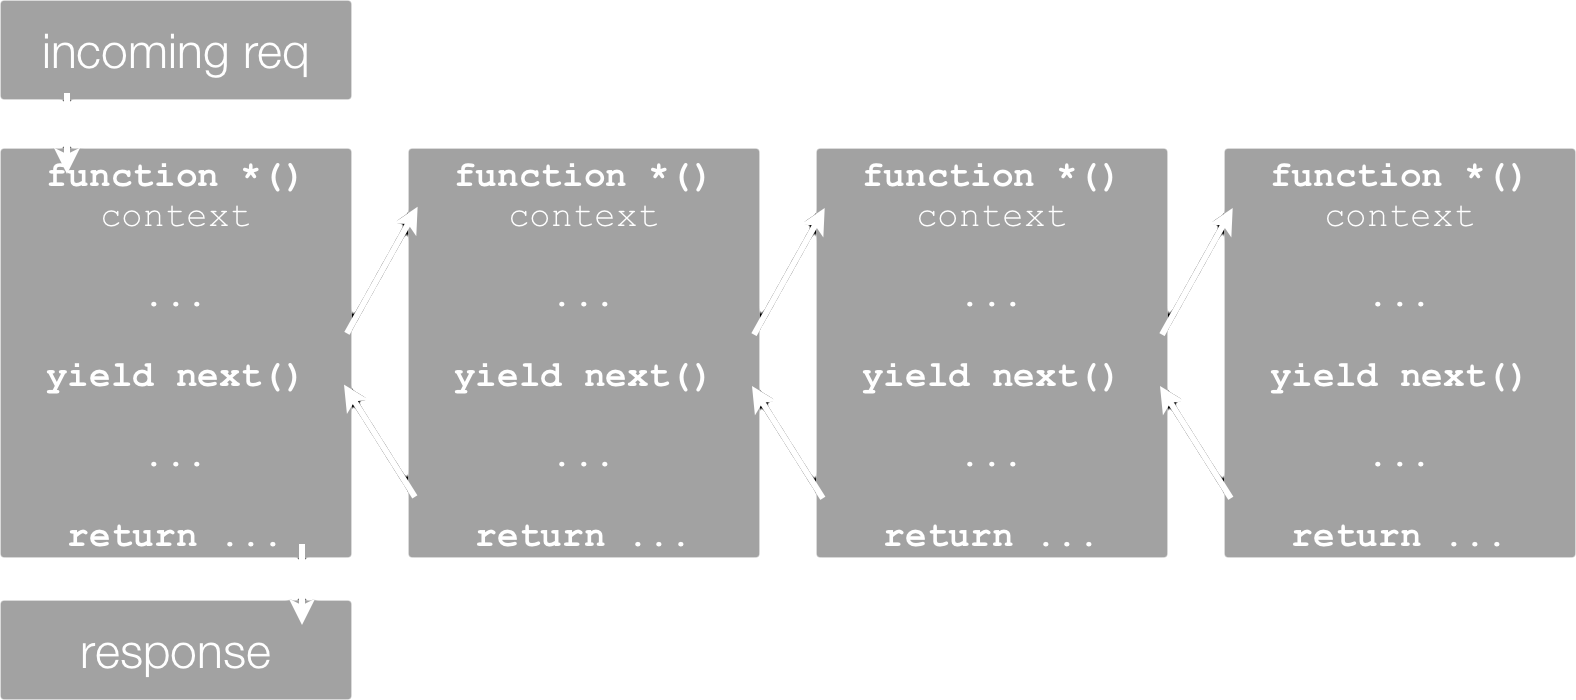 incoming req
function *()
context
...
yield next()
...
return ...
function *()
context
...
yield next()
...
return ...
function *()
context
...
yield next()
...
return ...
function *()
context
...
yield next()
...
return ...
response